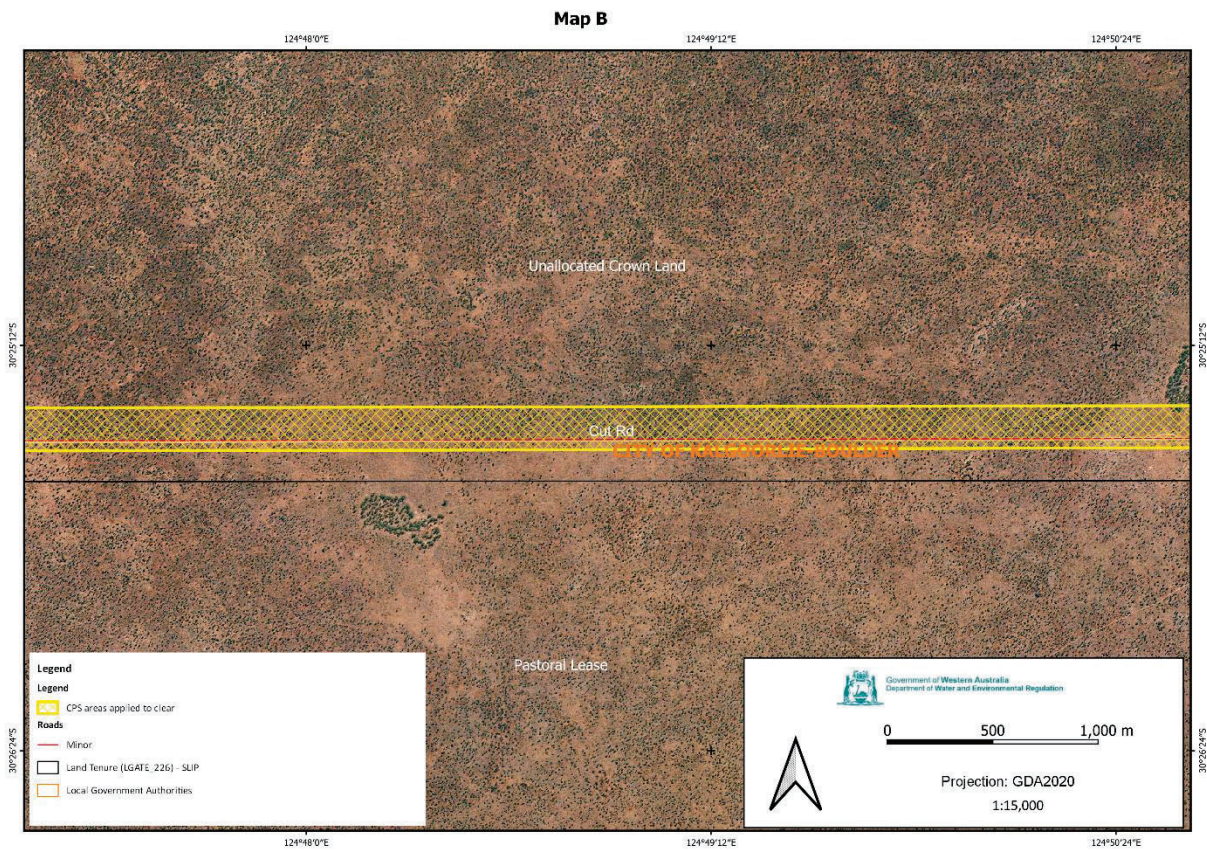 Map B
124°48'0"E
124°49'12"E
124°50'24"E
Unallocated Crown Land
30°25'12"S
30°25'12"S
Cut Rd
CITY OF KALGOORLIE-BOULDER
Pastoral Lease
Legend
Legend
CPS areas applied to clear
Roads
Minor
Land Tenure (LGATE_226) - SLIP
Local Government Authorities
Government of Western Australia
Department of Water and Environmental Regulation
0 500 1,000 m
Projection: GDA2020
1:15,000
30°26'24"S
30°26'24"S
124°48'0"E
124°49'12"E
124°50'24"E